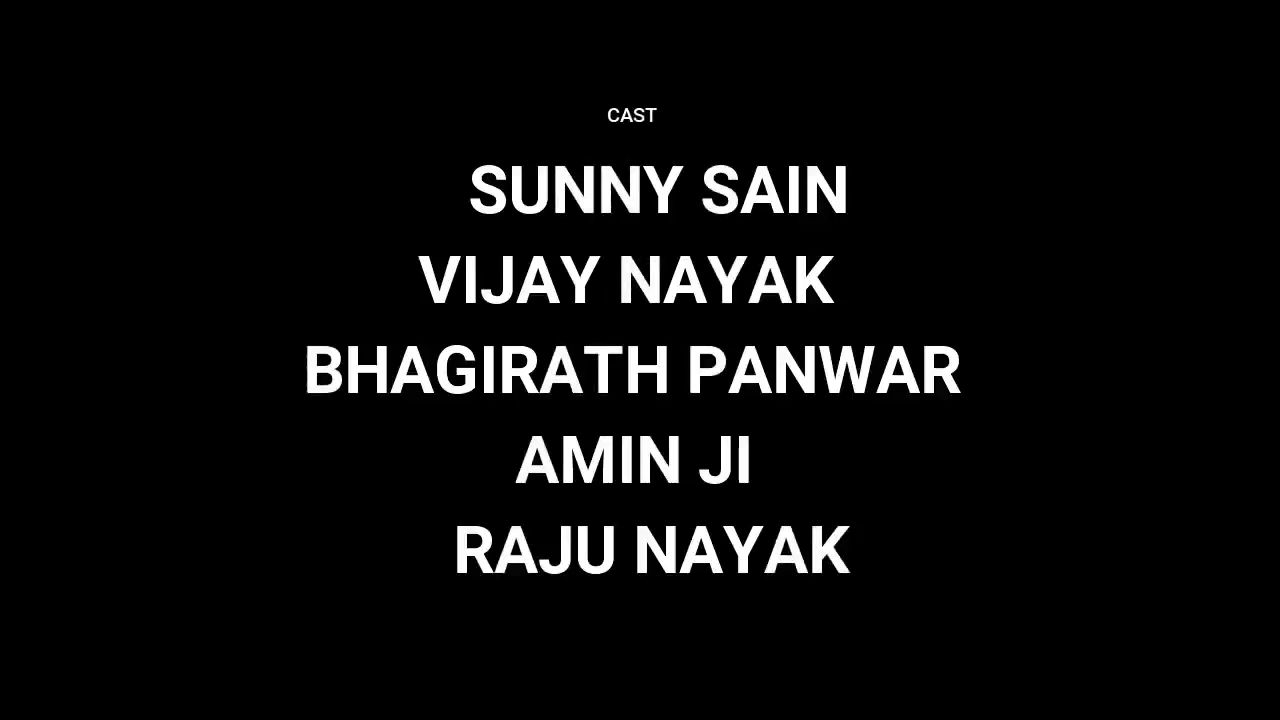 CAST
SUNNY SAIN
VIJAY NAYAK
BHAGIRATH PANWAR
AMIN JI
RAJU NAYAK